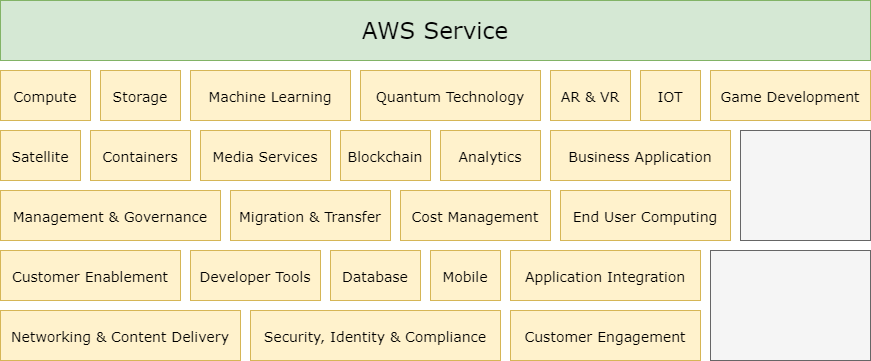 AWS Service
Compute
Storage
Machine Learning
Quantum Technology
AR & VR
IOT
Game Development
Satellite
Containers
Media Services
Blockchain
Analytics
Business Application
Management & Governance
Migration & Transfer
Cost Management
End User Computing
Customer Enablement
Developer Tools
Database
Mobile
Application Integration
Networking & Content Delivery
Security, Identity & Compliance
Customer Engagement